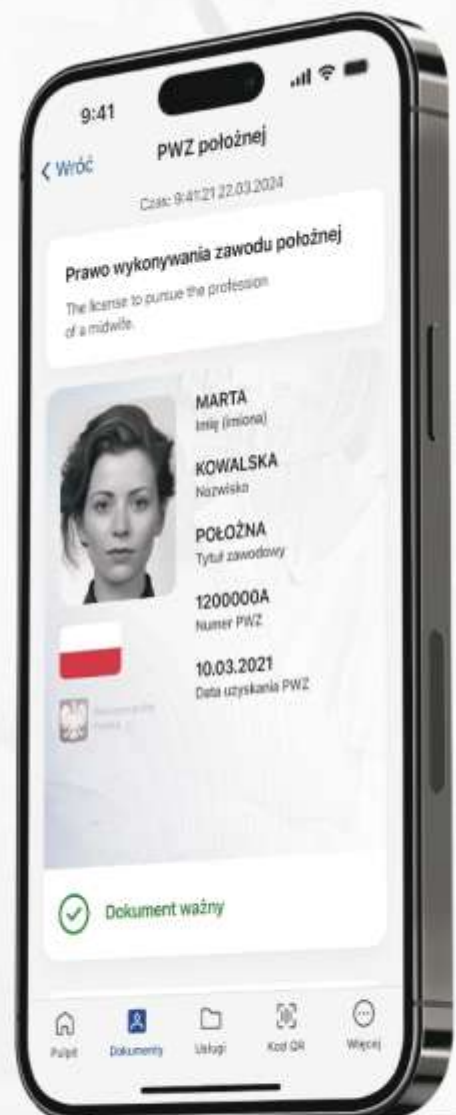 9:41
Wróć
PWZ położnej
Czas: 9:41:21 22.03.2024
Prawo wykonywania zawodu położnej
The license to pursue the profession
of a midwife.
MARTA
Imię (imiona)
KOWALSKA
Nazwisko
POŁOŻNA
Tytuł zawodowy
1200000A
Numer PWZ
10.03.2021
Data uzyskania PWZ
Rzeczpospolita
Polska
Dokument ważny
Pulpit
Dokumenty
Usługi
Kod QR
Więcej